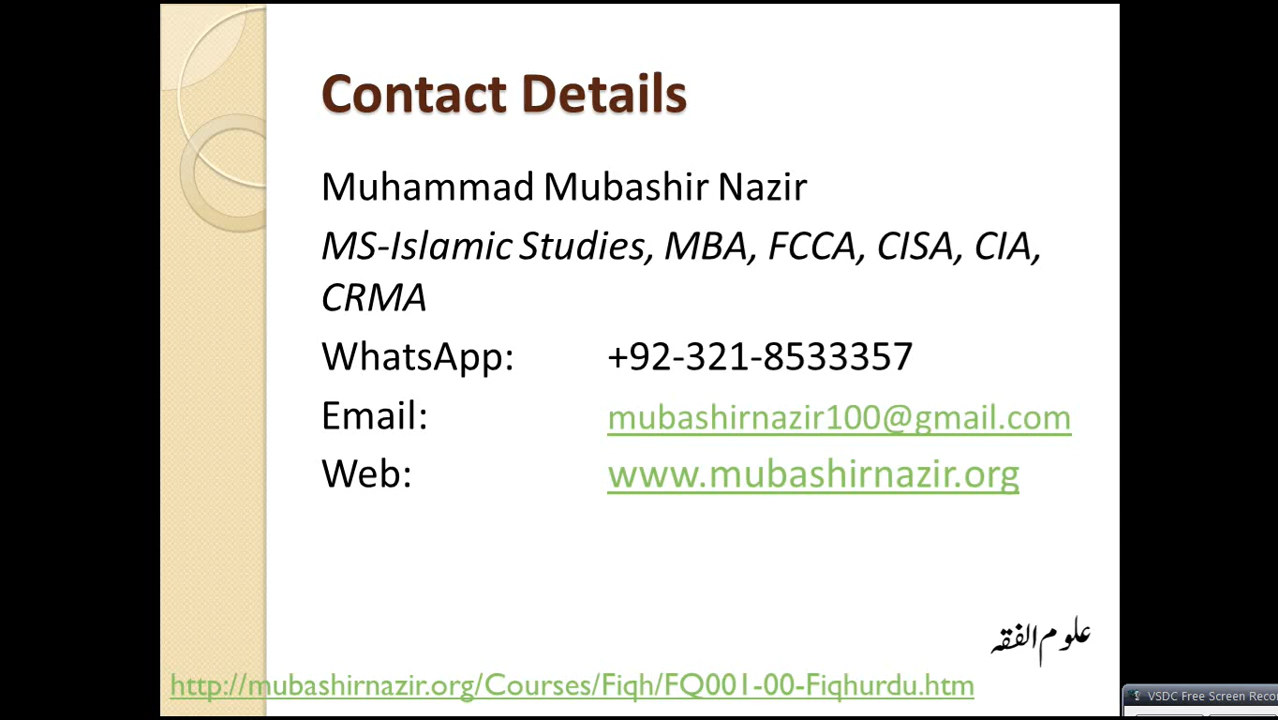 Contact Details
Muhammad Mubashir Nazir
MS-Islamic Studies, MBA, FCCA, CISA, CIA,
CRMA
WhatsApp: +92-321-8533357
Email: mubashirnazir100@gmail.com
Web: www.mubashirnazir.org
علوم الفقہ
http://mubashirnazir.org/Courses/Fiqh/FQ001-00-Fiqhurdu.htm
VSDC Free Screen